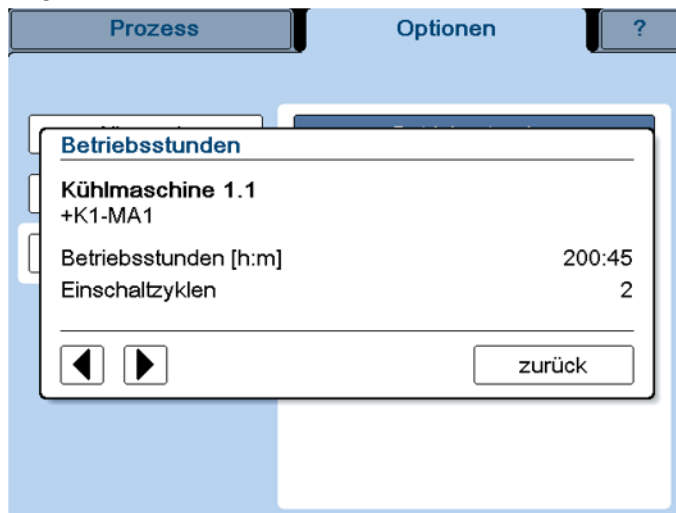 Prozess
Optionen
?
Betriebsstunden
Kühlmaschine 1.1
+K1-MA1
Betriebsstunden [h:m] 200:45
Einschaltzyklen 2
zurück